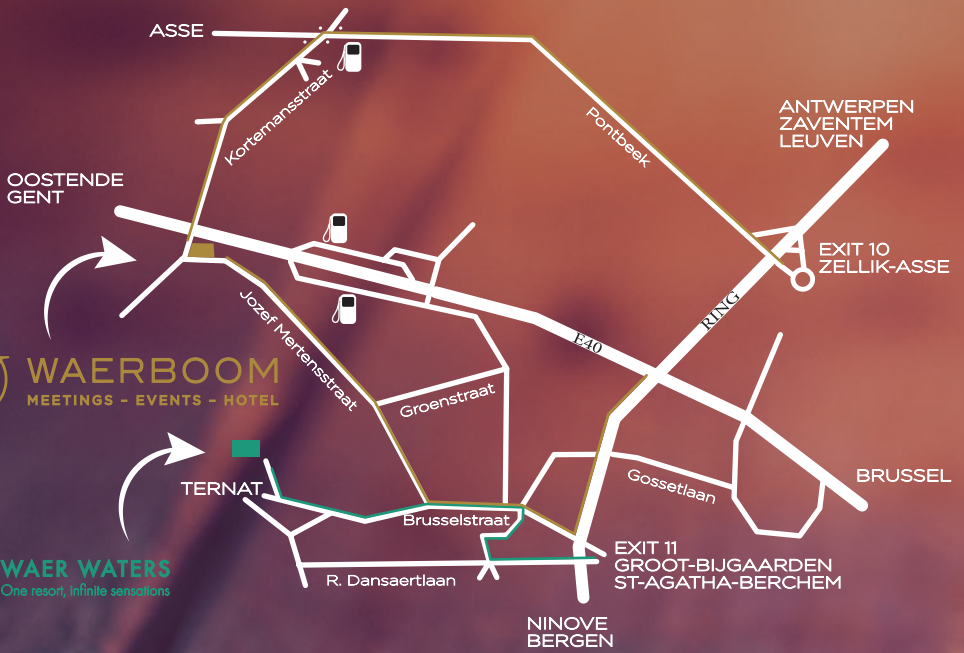 ASSE
Kortemansstraat
Pontbeek
ANTWERPEN
ZAVENTEM
LEUVEN
OOSTENDE
GENT
EXIT 10
ZELLIK-ASSE
RING
E40
Jozef Mertensstraat
WAERBOOM
MEETINGS – EVENTS – HOTEL
Groenstraat
TERNAT
Brusselstraat
Gossetlaan
BRUSSEL
WAER WATERS
One resort, infinite sensations
R. Dansaertlaan
EXIT 11
GROOT-BIJGAARDEN
ST-AGATHA-BERCHEM
NINOVE
BERGEN